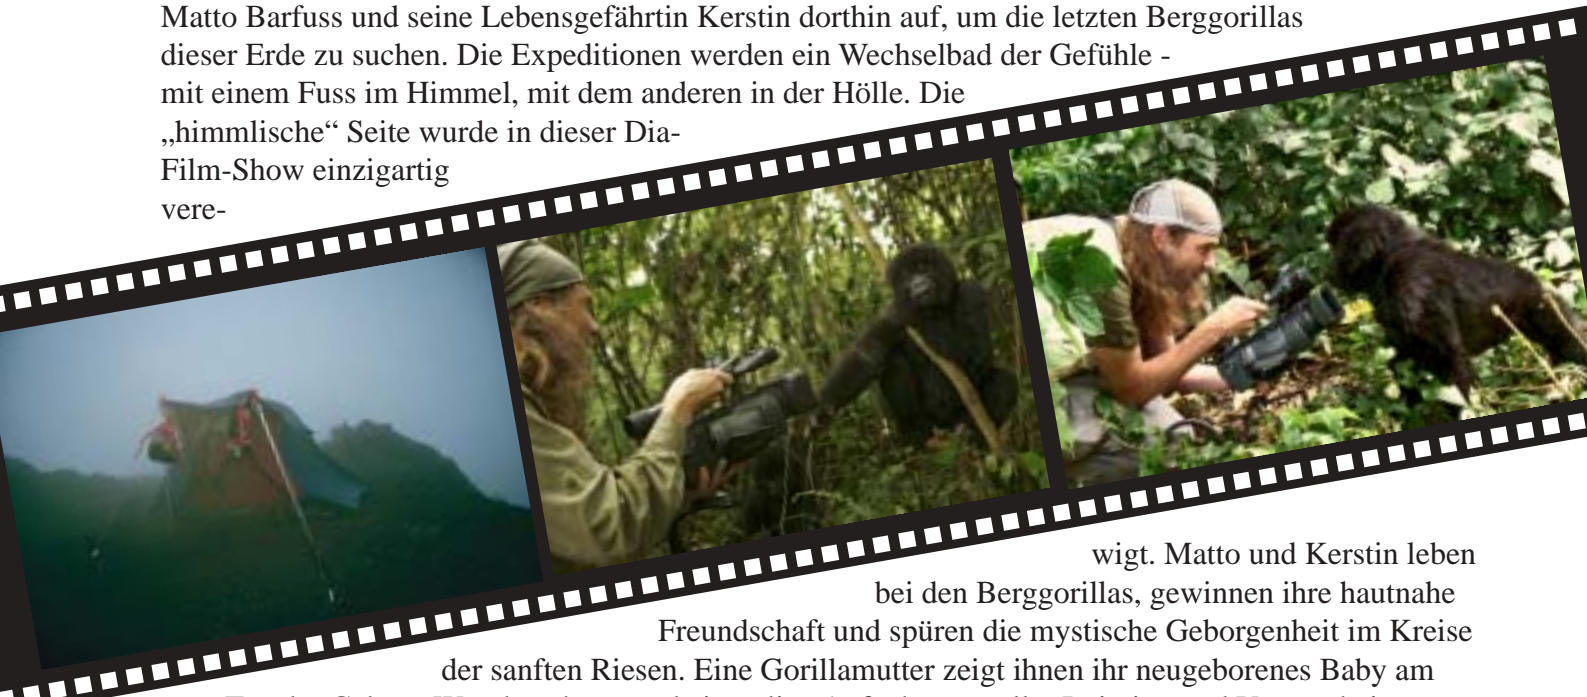 Matto Barfuss und seine Lebensgefährtin Kerstin dorthin auf, um die letzten Berggorillas
dieser Erde zu suchen. Die Expeditionen werden ein Wechselbad der Gefühle -
mit einem Fuss im Himmel, mit dem anderen in der Hölle. Die
„himmlische“ Seite wurde in dieser Dia-
Film-Show einzigartig
vere-
wigt. Matto und Kerstin leben
bei den Berggorillas, gewinnen ihre hautnahe
Freundschaft und spüren die mystische Geborgenheit im Kreise
der sanften Riesen. Eine Gorillamutter zeigt ihnen ihr neugeborenes Baby am